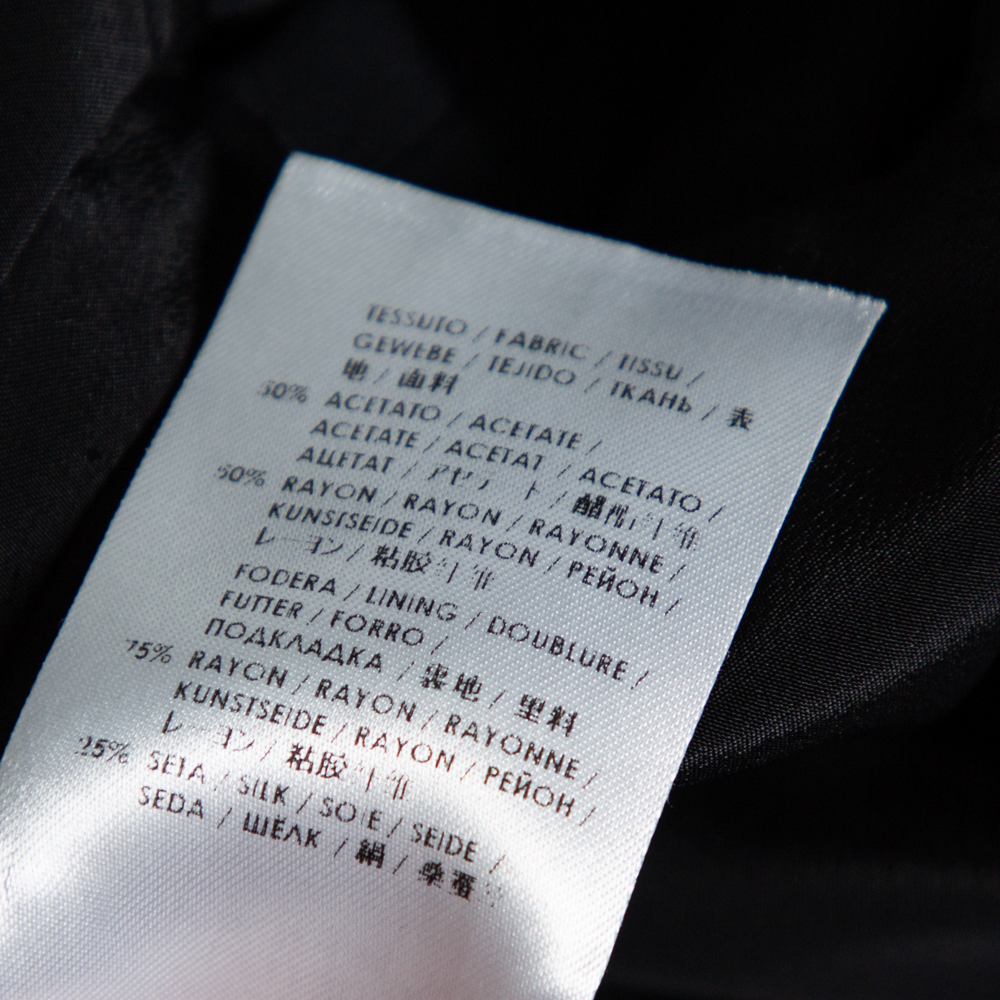 TESSUTO / FABRIC / TISSU /
GEWEBE / TEJIDO / ТКАНЬ / 表
地 / 面料
50% ACETATO / ACETATE /
ACETATE / ACETAT / ACETATO /
АЦЕТАТ / アセテート / 醋酯纤维
50% RAYON / RAYON / RAYONNE /
KUNSTSEIDE / RAYON / РЕЙОН /
レーヨン / 粘胶纤维
FODERA / LINING / DOUBLURE /
FUTTER / FORRO /
ПОДКЛАДКА / 裏地 / 里料
75% RAYON / RAYON / RAYONNE /
KUNSTSEIDE / RAYON / РЕЙОН /
レーヨン / 粘胶纤维
25% SETA / SILK / SOIE / SEIDE /
SEDA / ШЁЛК / 絹 / 桑蚕